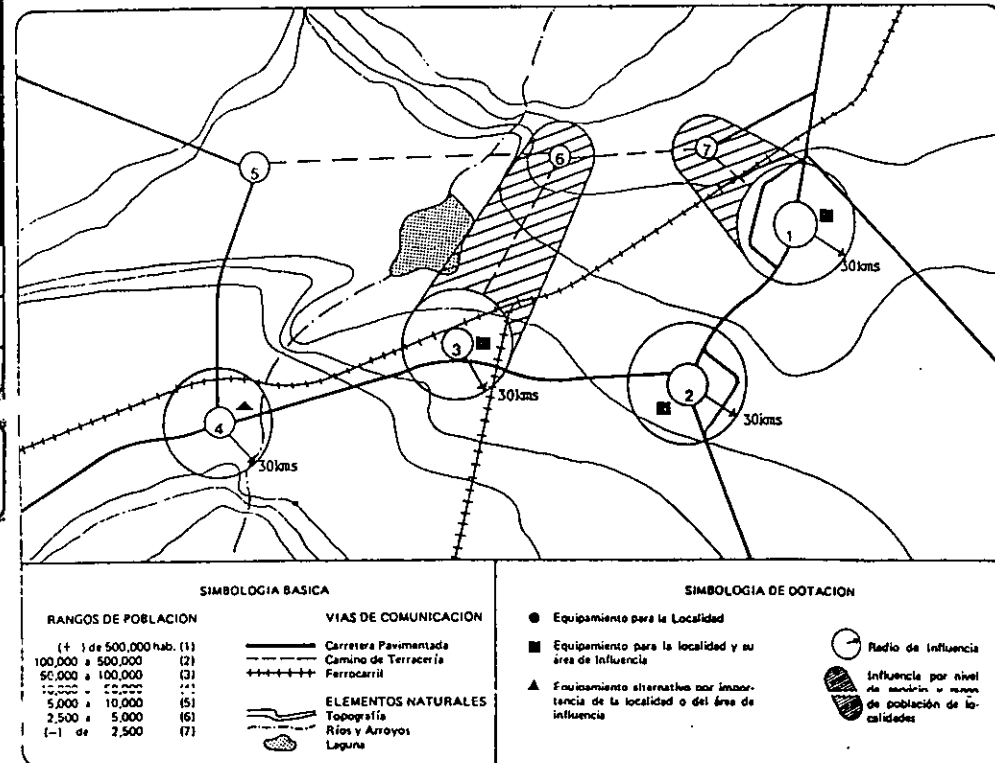 6
7
5
1
30kms
3
30kms
2
30kms
4
30kms
SIMBOLOGIA BASICA
RANGOS DE POBLACION
(+ ) de 500,000 hab. (1)
100,000 a 500,000 (2)
50,000 a 100,000 (3)
5,000 a 10,000 (5)
2,500 a 5,000 (6)
(-) de 2,500 (7)
VIAS DE COMUNICACION
Carretera Pavimentada
Camino de Terracería
Ferrocarril
ELEMENTOS NATURALES
Topografía
Ríos y Arroyos
Laguna
SIMBOLOGIA DE DOTACION
Equipamiento para la Localidad
Equipamiento para la localidad y su
área de Influencia
Equipamiento alternativo por impor-
tancia de la localidad o del área de
influencia
Radio de Influencia
Influencia por nivel
de servicio y rango
de población de lo-
calidades